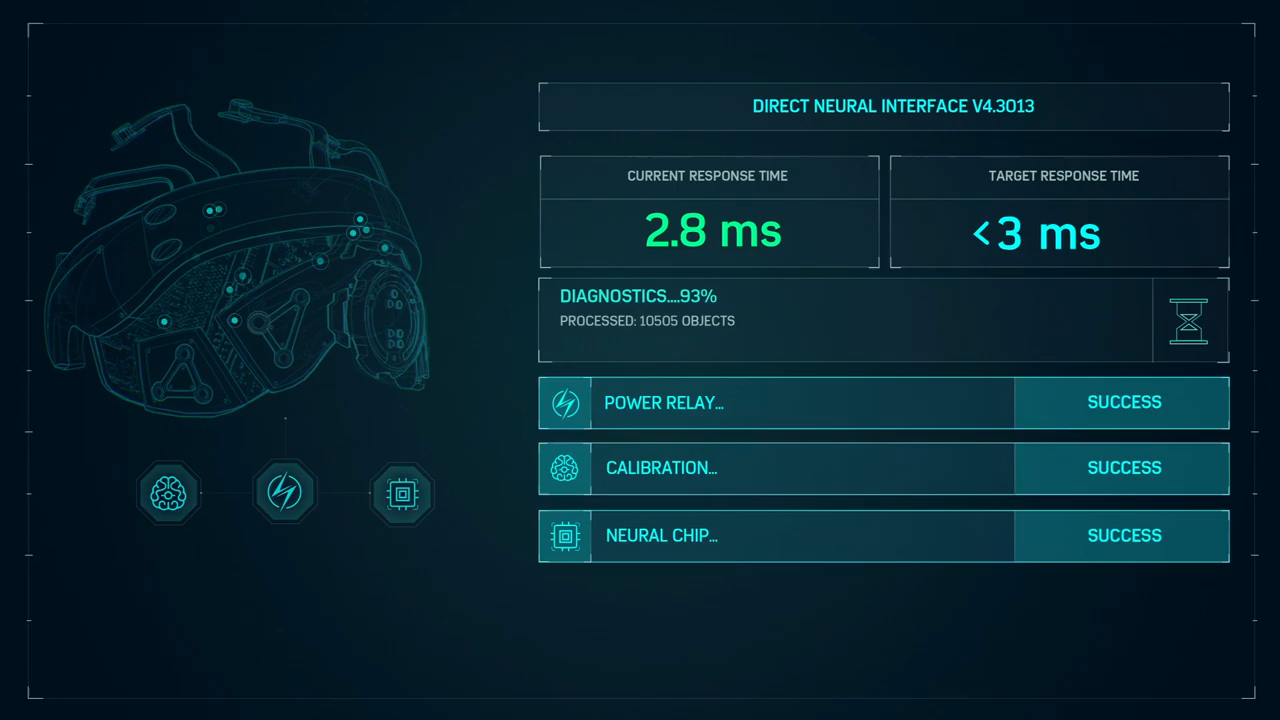 DIRECT NEURAL INTERFACE V4.3013
CURRENT RESPONSE TIME
2.8 ms
TARGET RESPONSE TIME
<3 ms
DIAGNOSTICS....93%
PROCESSED: 10505 OBJECTS
POWER RELAY...
SUCCESS
CALIBRATION...
SUCCESS
NEURAL CHIP...
SUCCESS